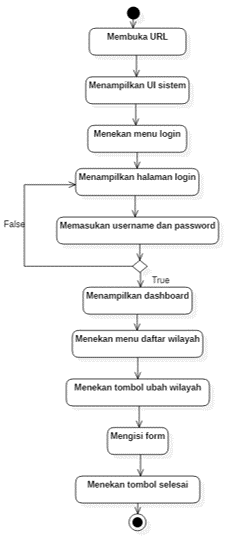 Membuka URL
Menampilkan UI sistem
Menekan menu login
Menampilkan halaman login
False
Memasukan username dan password
True
Menampilkan dashboard
Menekan menu daftar wilayah
Menekan tombol ubah wilayah
Mengisi form
Menekan tombol selesai